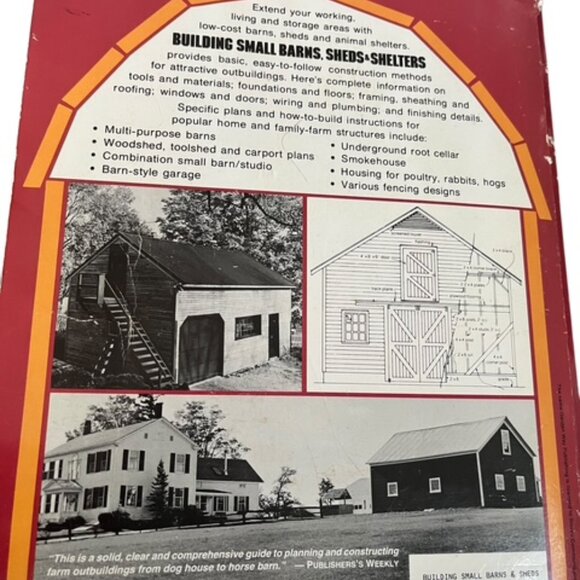 Extend your working,
living and storage areas with
low-cost barns, sheds and animal shelters.
BUILDING SMALL BARNS, SHEDS & SHELTERS
provides basic, easy-to-follow construction methods
for attractive outbuildings. Here's complete information on
tools and materials; foundations and floors; framing, sheathing and
roofing; windows and doors; wiring and plumbing; and finishing details.
Specific plans and how-to-build instructions for
popular home and family-farm structures include:
• Multi-purpose barns
• Woodshed, toolshed and carport plans
• Combination small barn/studio
• Barn-style garage
• Underground root cellar
• Smokehouse
• Housing for poultry, rabbits, hogs
• Various fencing designs
"This is a solid, clear and comprehensive guide to planning and constructing
farm outbuildings from dog house to horse barn." — PUBLISHERS WEEKLY
BUILDING SMALL BARNS & SHEDS